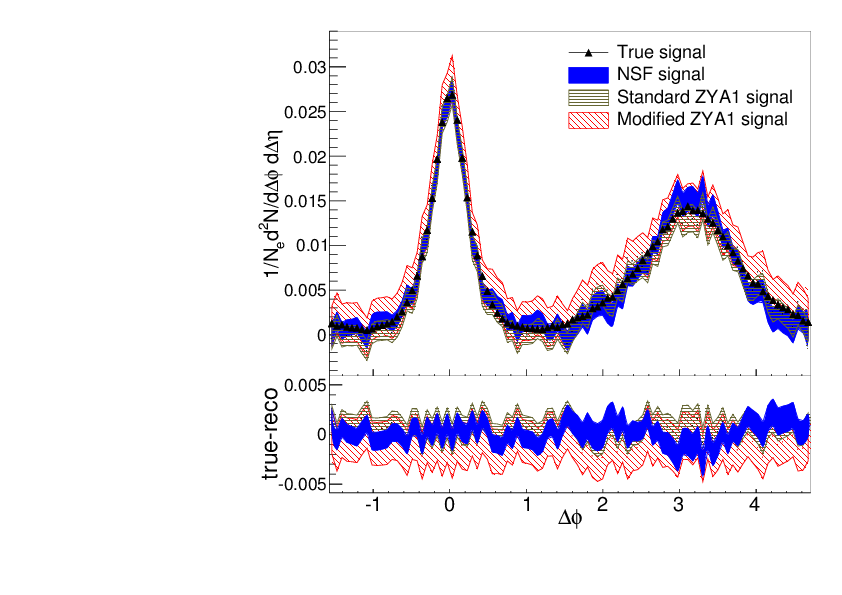 True signal
NSF signal
Standard ZYA1 signal
Modified ZYA1 signal
1/Nₑd²N/dΔϕ dΔη
0.03
0.025
0.02
0.015
0.01
0.005
0
true-reco
0.005
0
-0.005
-1 0 1 2 3 4
Δϕ